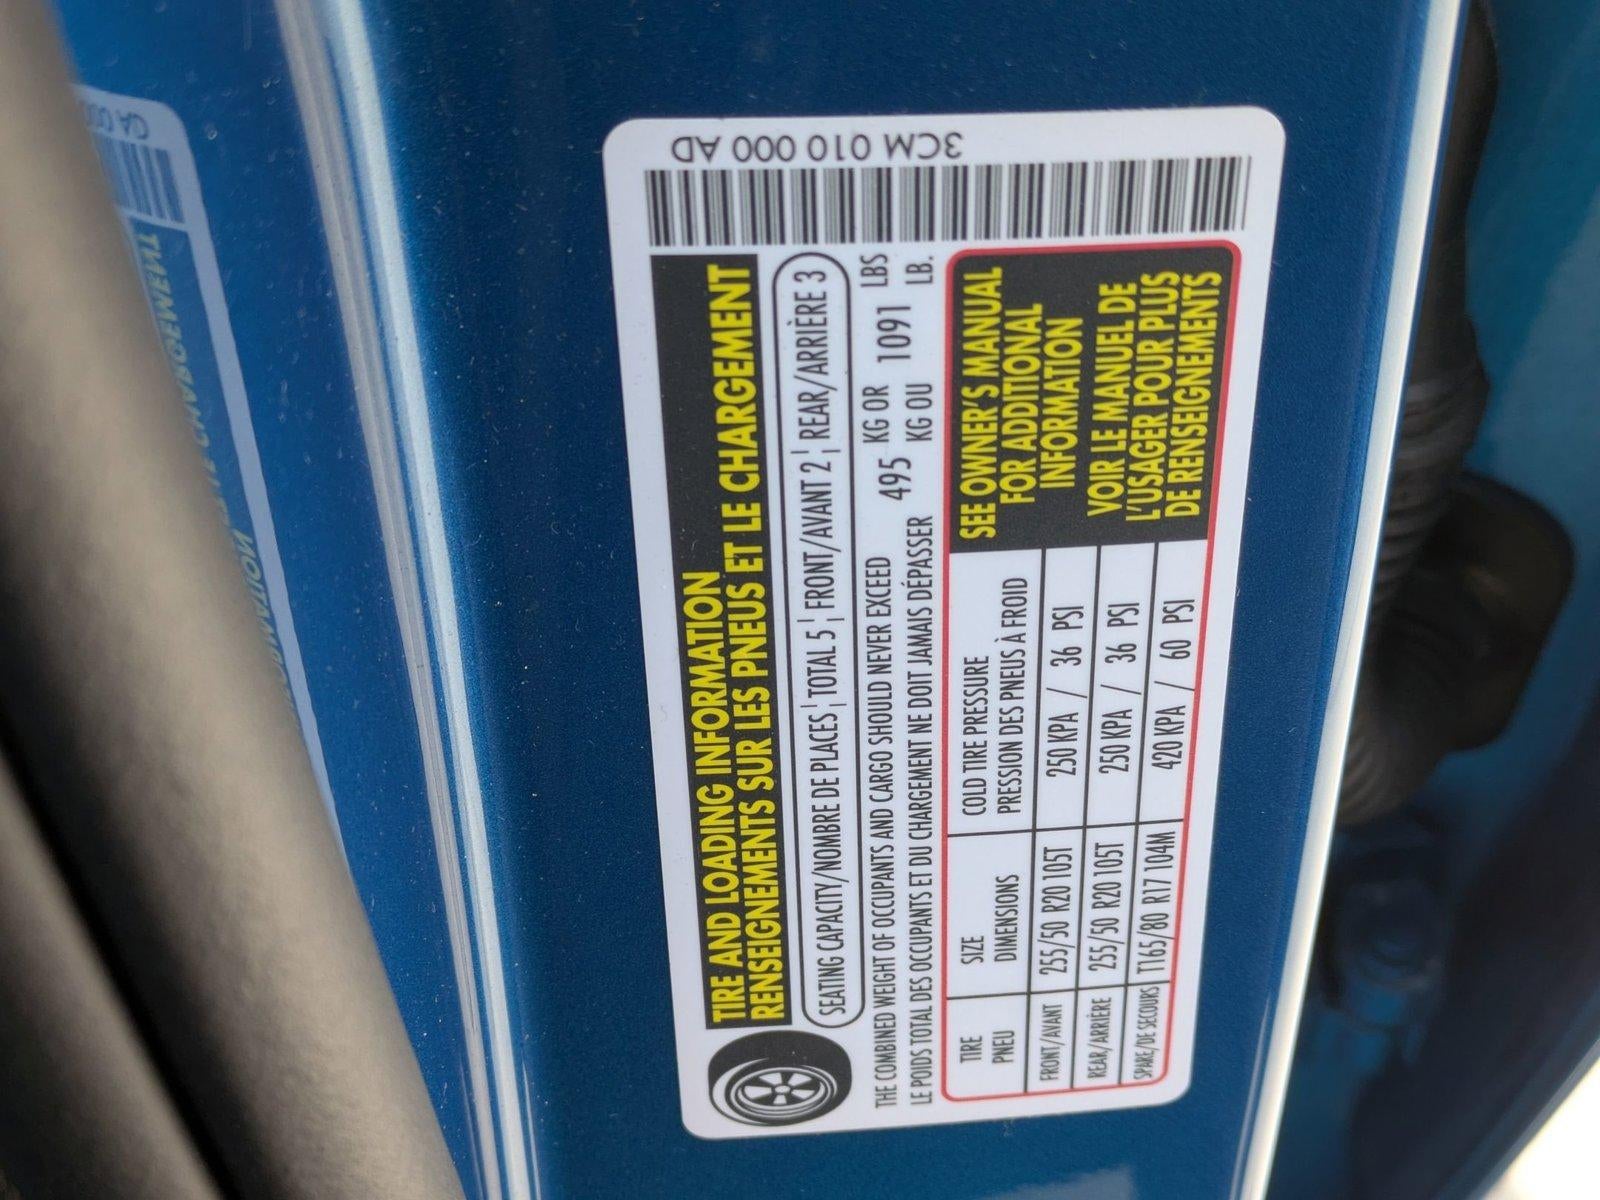 TIRE AND LOADING INFORMATION
RENSEIGNEMENTS SUR LES PNEUS ET LE CHARGEMENT
SEATING CAPACITY/NOMBRE DE PLACES TOTAL 5 FRONT/AVANT 2 REAR/ARRIÈRE 3
THE COMBINED WEIGHT OF OCCUPANTS AND CARGO SHOULD NEVER EXCEED 495 KG OR 1091 LBS
LE POIDS TOTAL DES OCCUPANTS ET DU CHARGEMENT NE DOIT JAMAIS DÉPASSER KG OU LB.
TIRE SIZE COLD TIRE PRESSURE
PNEU DIMENSIONS PRESSION DES PNEUS À FROID
FRONT/AVANT 255/50 R20 105T 250 KPA / 36 PSI
REAR/ARRIÈRE 255/50 R20 105T 250 KPA / 36 PSI
SPARE/DE SECOURS T165/80 R17 104M 420 KPA / 60 PSI
SEE OWNER'S MANUAL
FOR ADDITIONAL
INFORMATION
VOIR LE MANUEL DE
L'USAGER POUR PLUS
DE RENSEIGNEMENTS
3CM 010 000 AD